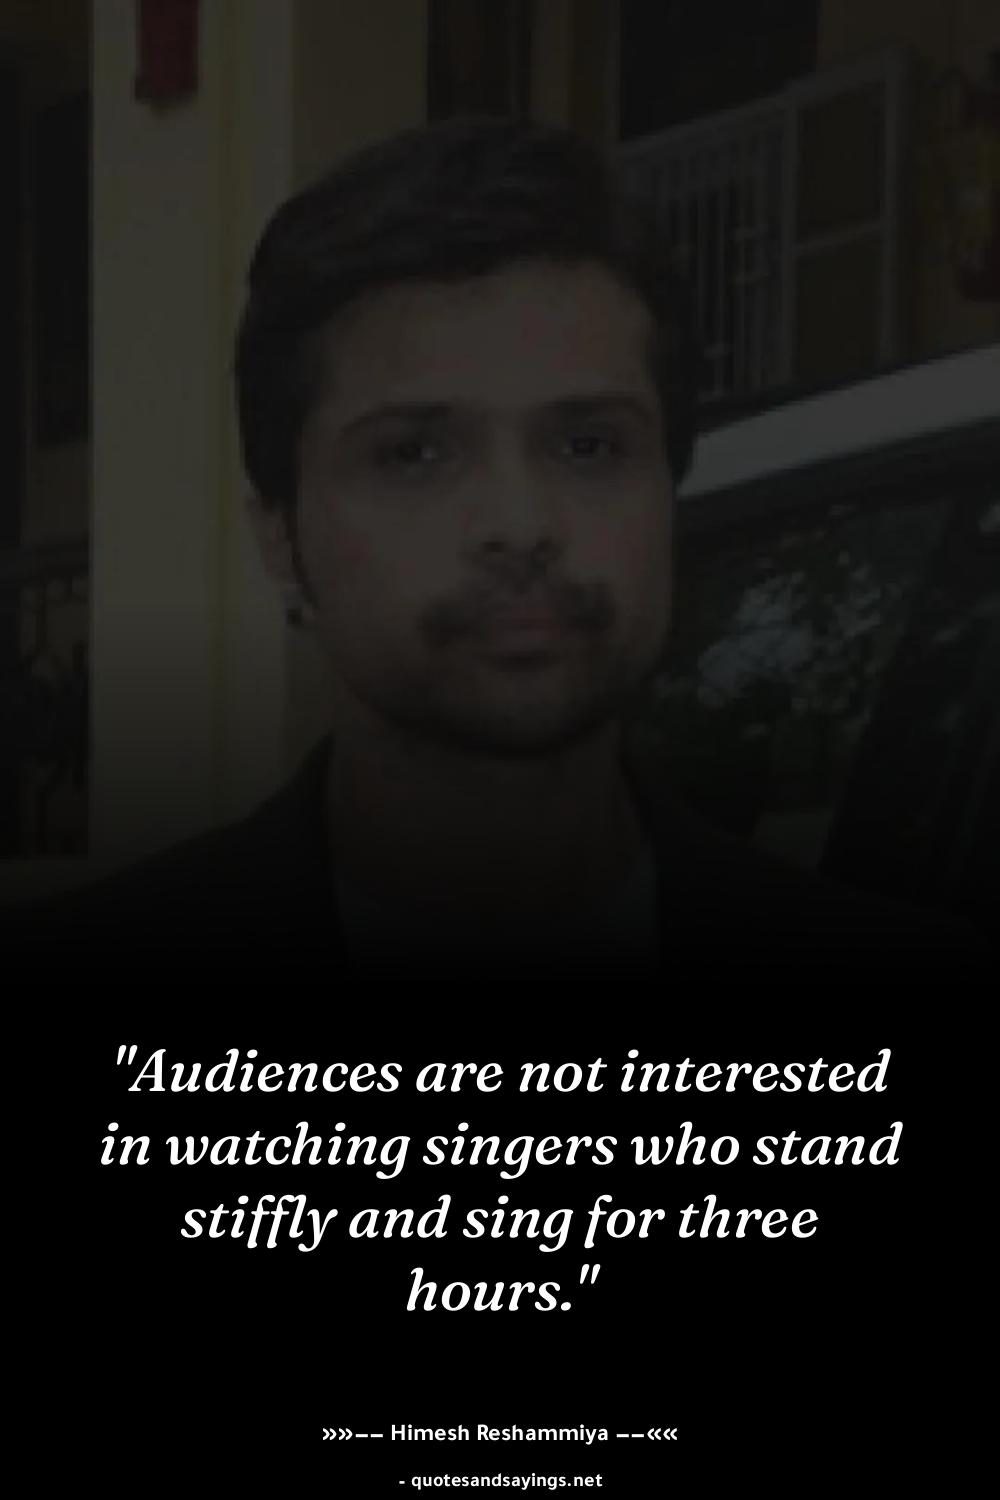 "Audiences are not interested
in watching singers who stand
stiffly and sing for three
hours."
»»−− Himesh Reshammiya −−««
- quotesandsayings.net